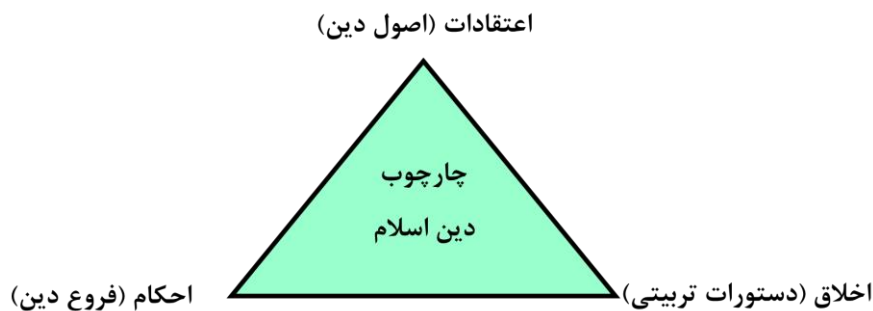 اعتقادات (اصول دین)
چارچوب
دین اسلام
اخلاق (دستورات تربیتی)
احکام (فروع دین)